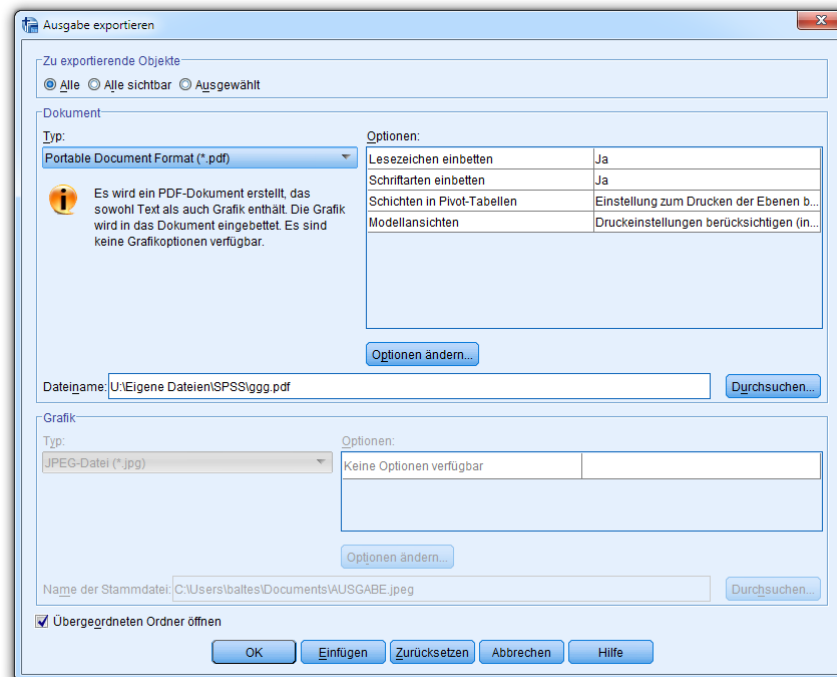 Ausgabe exportieren
Zu exportierende Objekte
Alle Alle sichtbar Ausgewählt
Dokument
Typ:
Portable Document Format (*.pdf)
Es wird ein PDF-Dokument erstellt, das
sowohl Text als auch Grafik enthält. Die Grafik
wird in das Dokument eingebettet. Es sind
keine Grafikoptionen verfügbar.
Optionen:
Lesezeichen einbetten Ja
Schriftarten einbetten Ja
Schichten in Pivot-Tabellen Einstellung zum Drucken der Ebenen b...
Modellansichten Druckeinstellungen berücksichtigen (in...
Optionen ändern...
Dateiname: U:\Eigene Dateien\SPSS\ggg.pdf Durchsuchen...
Grafik
Typ:
JPEG-Datei (*.jpg)
Optionen:
Keine Optionen verfügbar
Optionen ändern...
Name der Stammdatei: C:\Users\baltes\Documents\AUSGABE.jpeg Durchsuchen...
Übergeordneten Ordner öffnen
OK Einfügen Zurücksetzen Abbrechen Hilfe